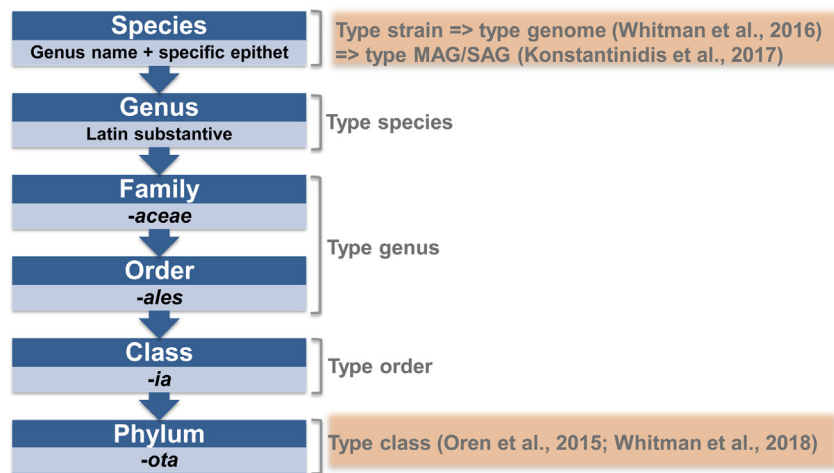 Species
Genus name + specific epithet
Type strain => type genome (Whitman et al., 2016)
=> type MAG/SAG (Konstantinidis et al., 2017)
Genus
Latin substantive
Type species
Family
-aceae
Type genus
Order
-ales
Class
-ia
Type order
Phylum
-ota
Type class (Oren et al., 2015; Whitman et al., 2018)